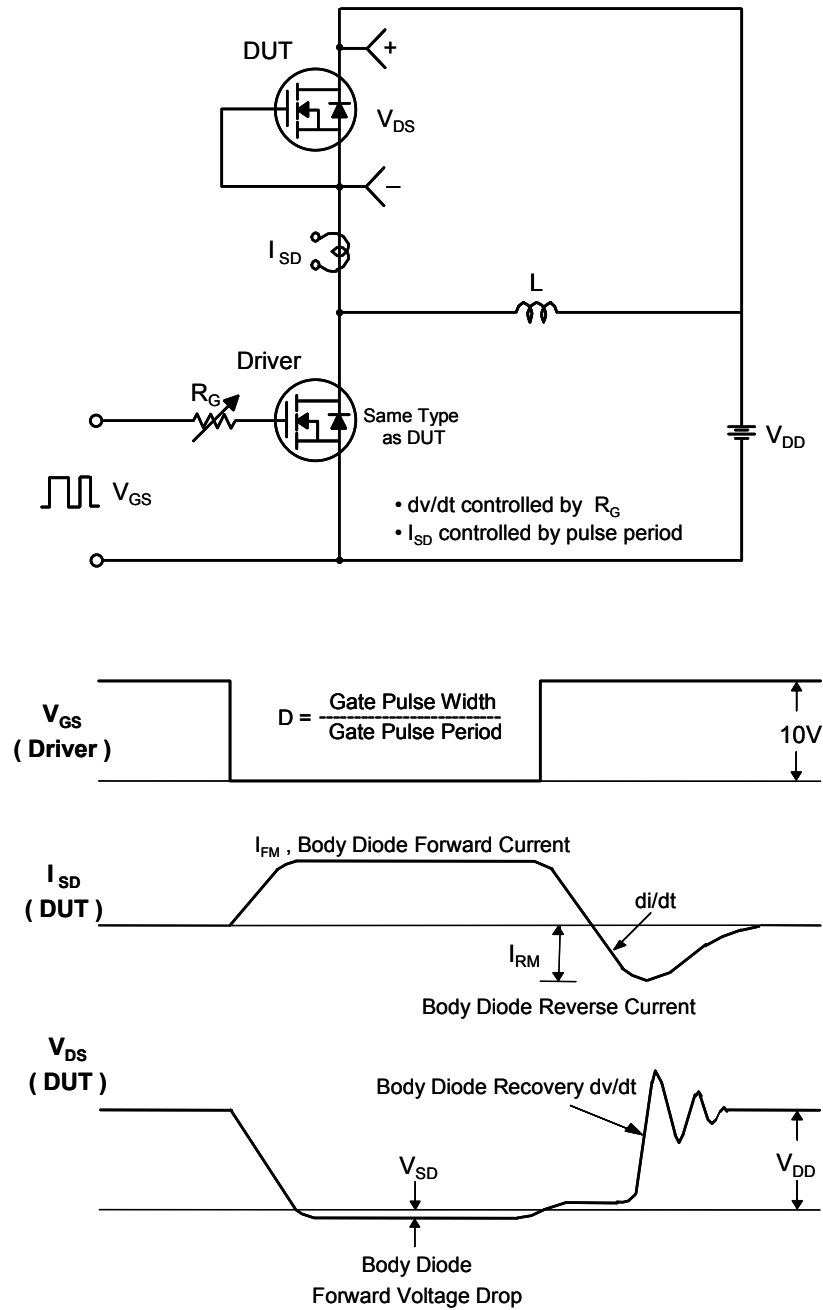 DUT
+
V_DS
–
I_SD
L
Driver
R_G
Same Type
as DUT
V_DD
V_GS
• dv/dt controlled by R_G
• I_SD controlled by pulse period
V_GS
( Driver )
D = Gate Pulse Width
Gate Pulse Period
10V
I_FM , Body Diode Forward Current
I_SD
( DUT )
di/dt
I_RM
Body Diode Reverse Current
V_DS
( DUT )
Body Diode Recovery dv/dt
V_SD
V_DD
Body Diode
Forward Voltage Drop